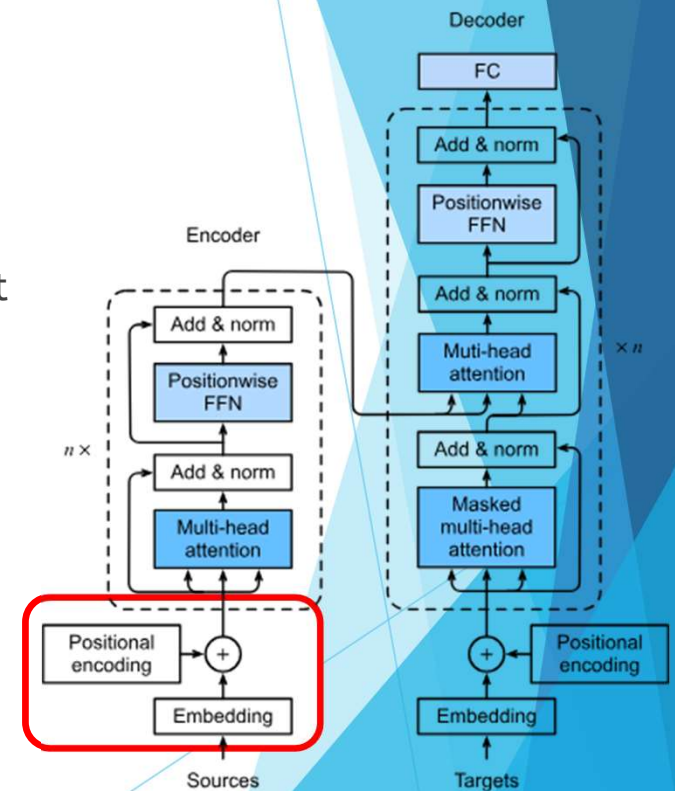 Decoder
FC
Add & norm
Positionwise
FFN
Add & norm
Muti-head
attention
× n
Add & norm
Masked
multi-head
attention
Positional
encoding
Embedding
Targets
t
Encoder
Add & norm
Positionwise
FFN
n ×
Add & norm
Multi-head
attention
Positional
encoding
+
Embedding
Sources
+